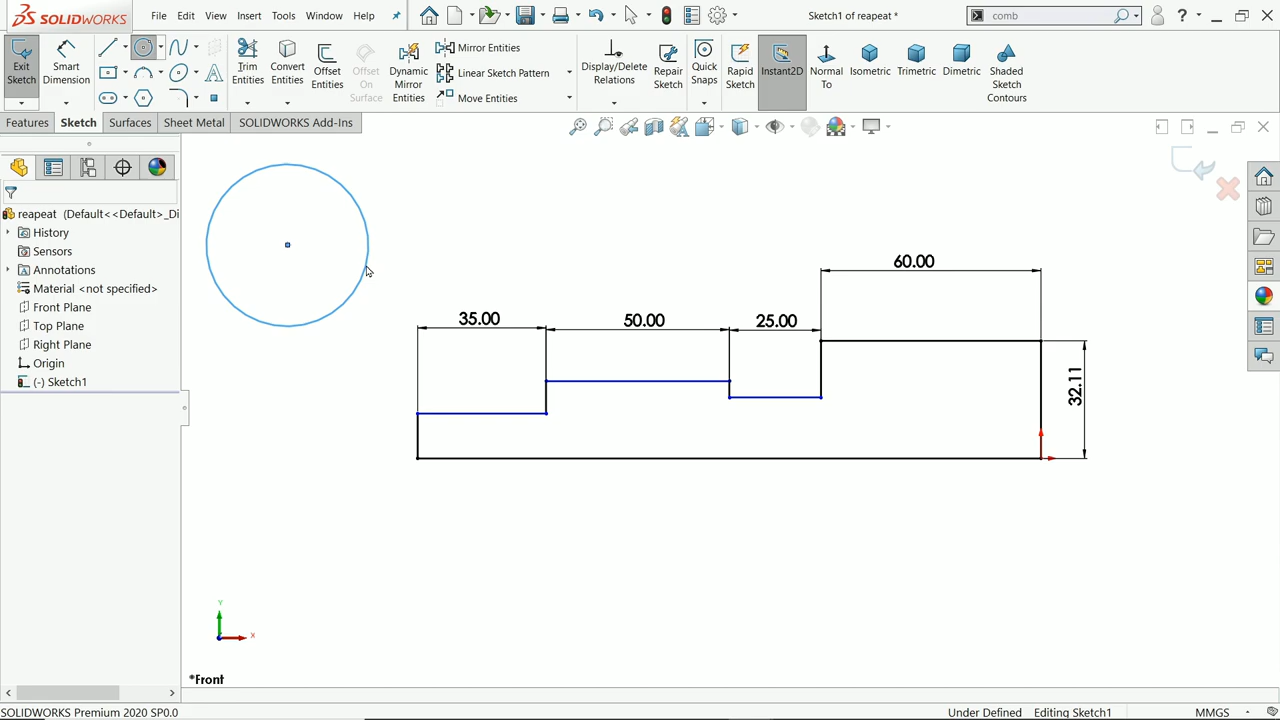 SOLIDWORKS
File Edit View Insert Tools Window Help
Sketch1 of reapeat *
comb
Exit Sketch
Smart Dimension
Trim Entities
Convert Entities
Offset Entities
Offset On Surface
Dynamic Mirror Entities
Mirror Entities
Linear Sketch Pattern
Move Entities
Display/Delete Relations
Repair Sketch
Quick Snaps
Rapid Sketch
Instant2D
Normal To
Isometric
Trimetric
Dimetric
Shaded Sketch Contours
Features Sketch Surfaces Sheet Metal SOLIDWORKS Add-Ins
reapeat (Default<<Default>_Di
History
Sensors
Annotations
Material <not specified>
Front Plane
Top Plane
Right Plane
Origin
(-) Sketch1
60.00
35.00 50.00 25.00
32.11
Y
X
*Front
SOLIDWORKS Premium 2020 SP0.0 Under Defined Editing Sketch1 MMGS